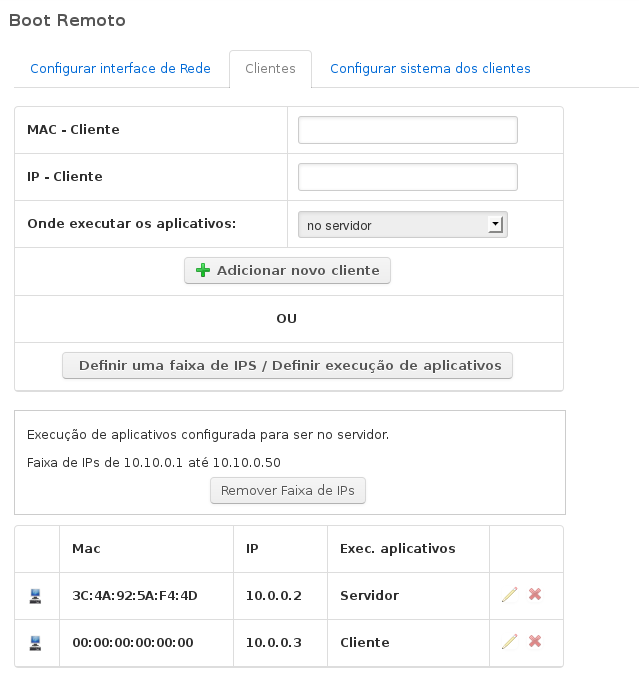 Boot Remoto
Configurar interface de Rede Clientes Configurar sistema dos clientes
MAC - Cliente
IP - Cliente
Onde executar os aplicativos: no servidor
Adicionar novo cliente
OU
Definir uma faixa de IPS / Definir execução de aplicativos
Execução de aplicativos configurada para ser no servidor.
Faixa de IPs de 10.10.0.1 até 10.10.0.50
Remover Faixa de IPs
Mac IP Exec. aplicativos
3C:4A:92:5A:F4:4D 10.0.0.2 Servidor
00:00:00:00:00:00 10.0.0.3 Cliente